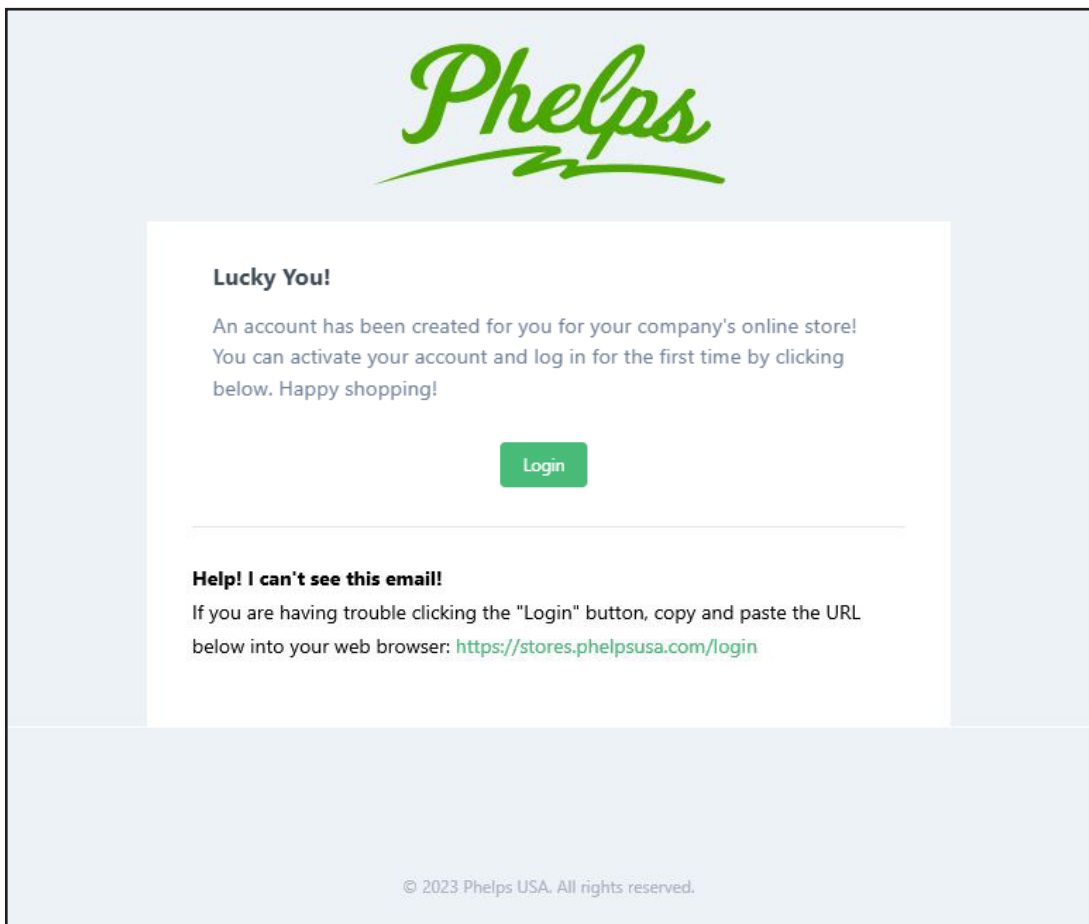 Phelps
Lucky You!
An account has been created for you for your company's online store!
You can activate your account and log in for the first time by clicking
below. Happy shopping!
Login
Help! I can't see this email!
If you are having trouble clicking the "Login" button, copy and paste the URL
below into your web browser: https://stores.phelpsusa.com/login
© 2023 Phelps USA. All rights reserved.